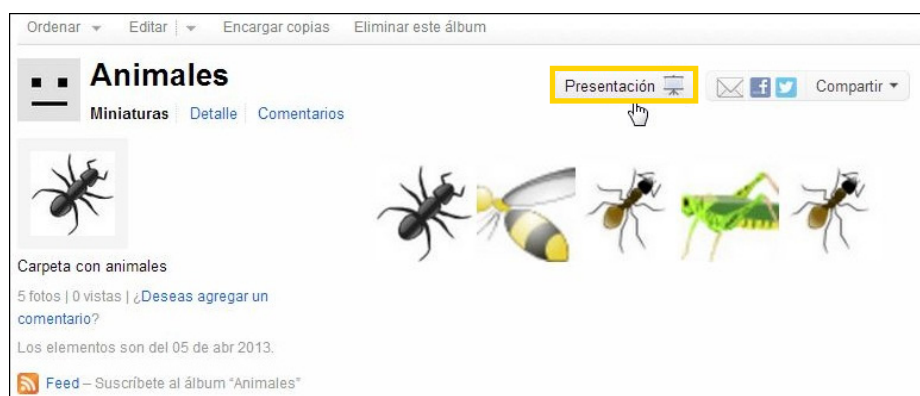 Ordenar Editar Encargar copias Eliminar este álbum
Animales
Presentación Compartir
Miniaturas Detalle Comentarios
Carpeta con animales
5 fotos | 0 vistas | ¿Deseas agregar un
comentario?
Los elementos son del 05 de abr 2013.
Feed – Suscríbete al álbum "Animales"